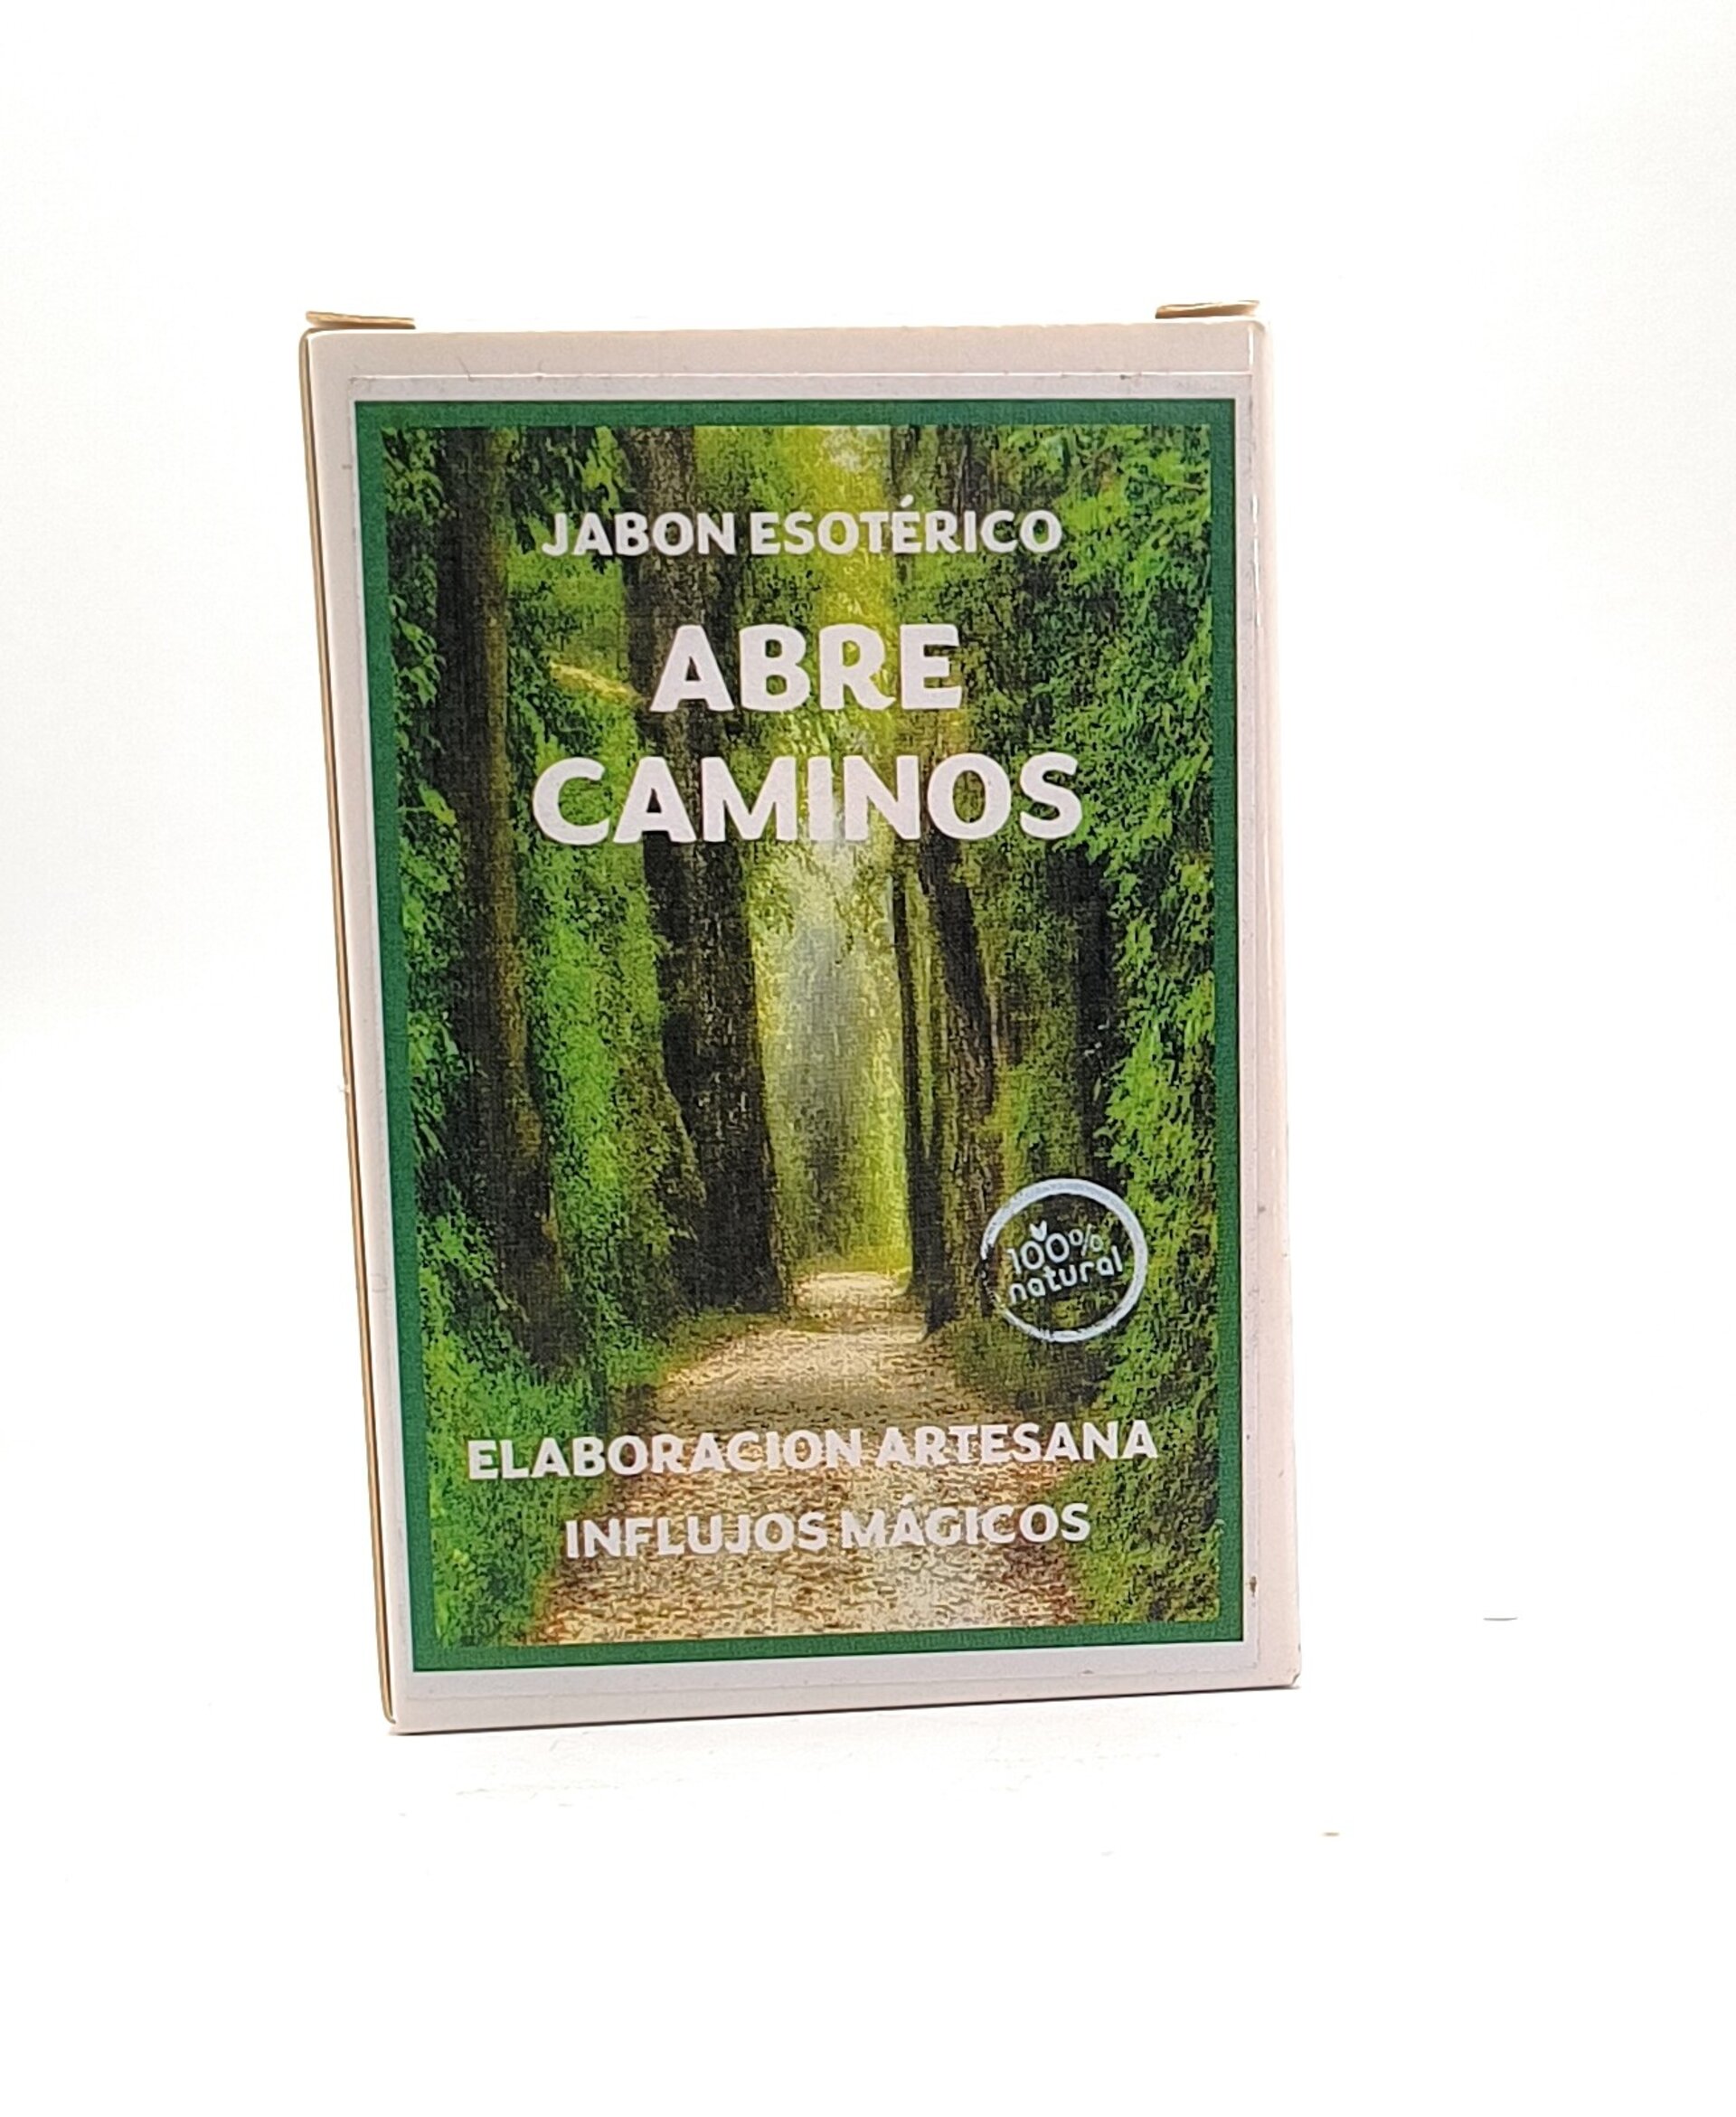 JABON ESOTÉRICO
ABRE
CAMINOS
100%
natural
ELABORACION ARTESANA
INFLUJOS MÁGICOS